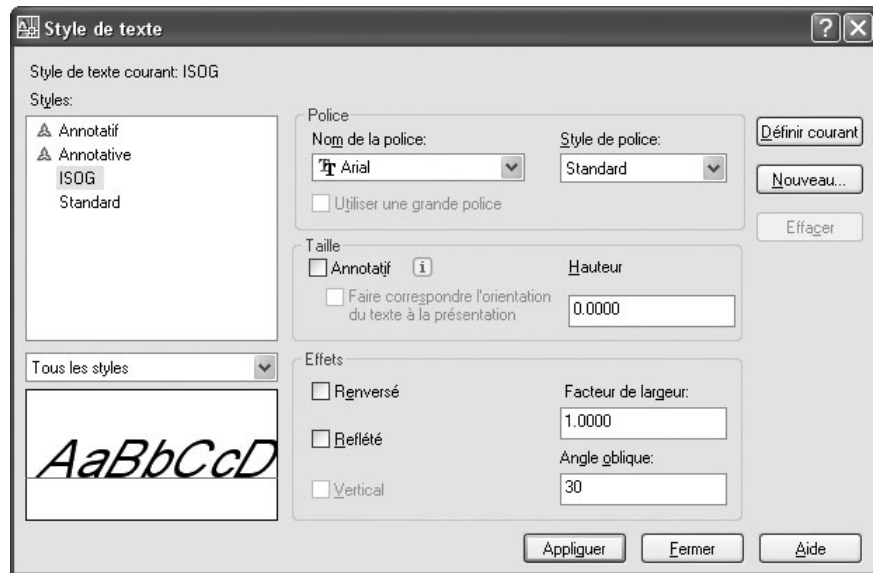 Style de texte
Style de texte courant: ISOG
Styles:
Annotatif
Annotative
ISOG
Standard
Tous les styles
AaBbCcD
Police
Nom de la police:
Arial
Utiliser une grande police
Style de police:
Standard
Taille
Annotatif
Faire correspondre l'orientation
du texte à la présentation
Hauteur
0.0000
Effets
Renversé
Reflété
Vertical
Facteur de largeur:
1.0000
Angle oblique:
30
Définir courant
Nouveau...
Effacer
Appliquer
Fermer
Aide